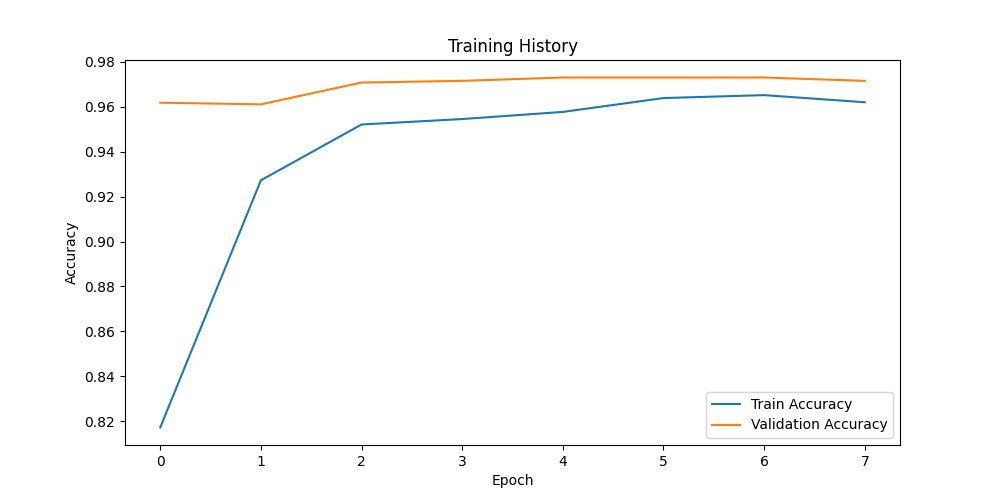 Training History
0.98
0.96
0.94
0.92
0.90
0.88
0.86
0.84
0.82
Accuracy
0 1 2 3 4 5 6 7
Epoch
Train Accuracy
Validation Accuracy